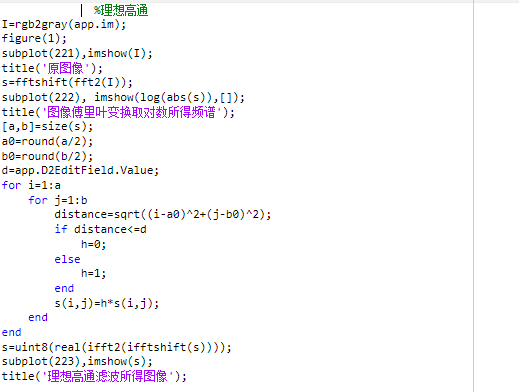 %理想高通
I=rgb2gray(app.im);
figure(1);
subplot(221),imshow(I);
title('原图像');
s=fftshift(fft2(I));
subplot(222), imshow(log(abs(s)),[]);
title('图像傅里叶变换取对数所得频谱');
[a,b]=size(s);
a0=round(a/2);
b0=round(b/2);
d=app.D2EditField.Value;
for i=1:a
    for j=1:b
        distance=sqrt((i-a0)^2+(j-b0)^2);
        if distance<=d
            h=0;
        else
            h=1;
        end
        s(i,j)=h*s(i,j);
    end
end
s=uint8(real(ifft2(ifftshift(s))));
subplot(223),imshow(s);
title('理想高通滤波所得图像');